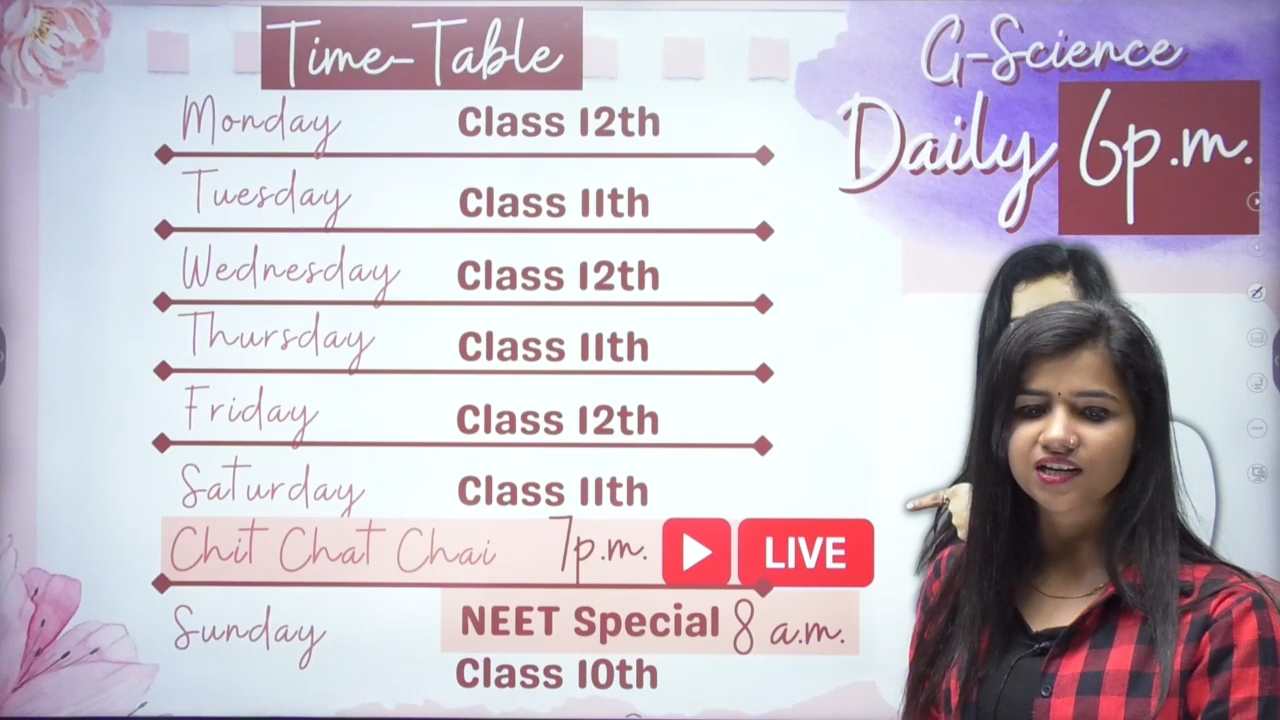 Time-Table
G-Science
Daily 6p.m.
Monday Class 12th
Tuesday Class 11th
Wednesday Class 12th
Thursday Class 11th
Friday Class 12th
Saturday Class 11th
Chit Chat Chai 7p.m. LIVE
Sunday NEET Special 8 a.m.
Class 10th